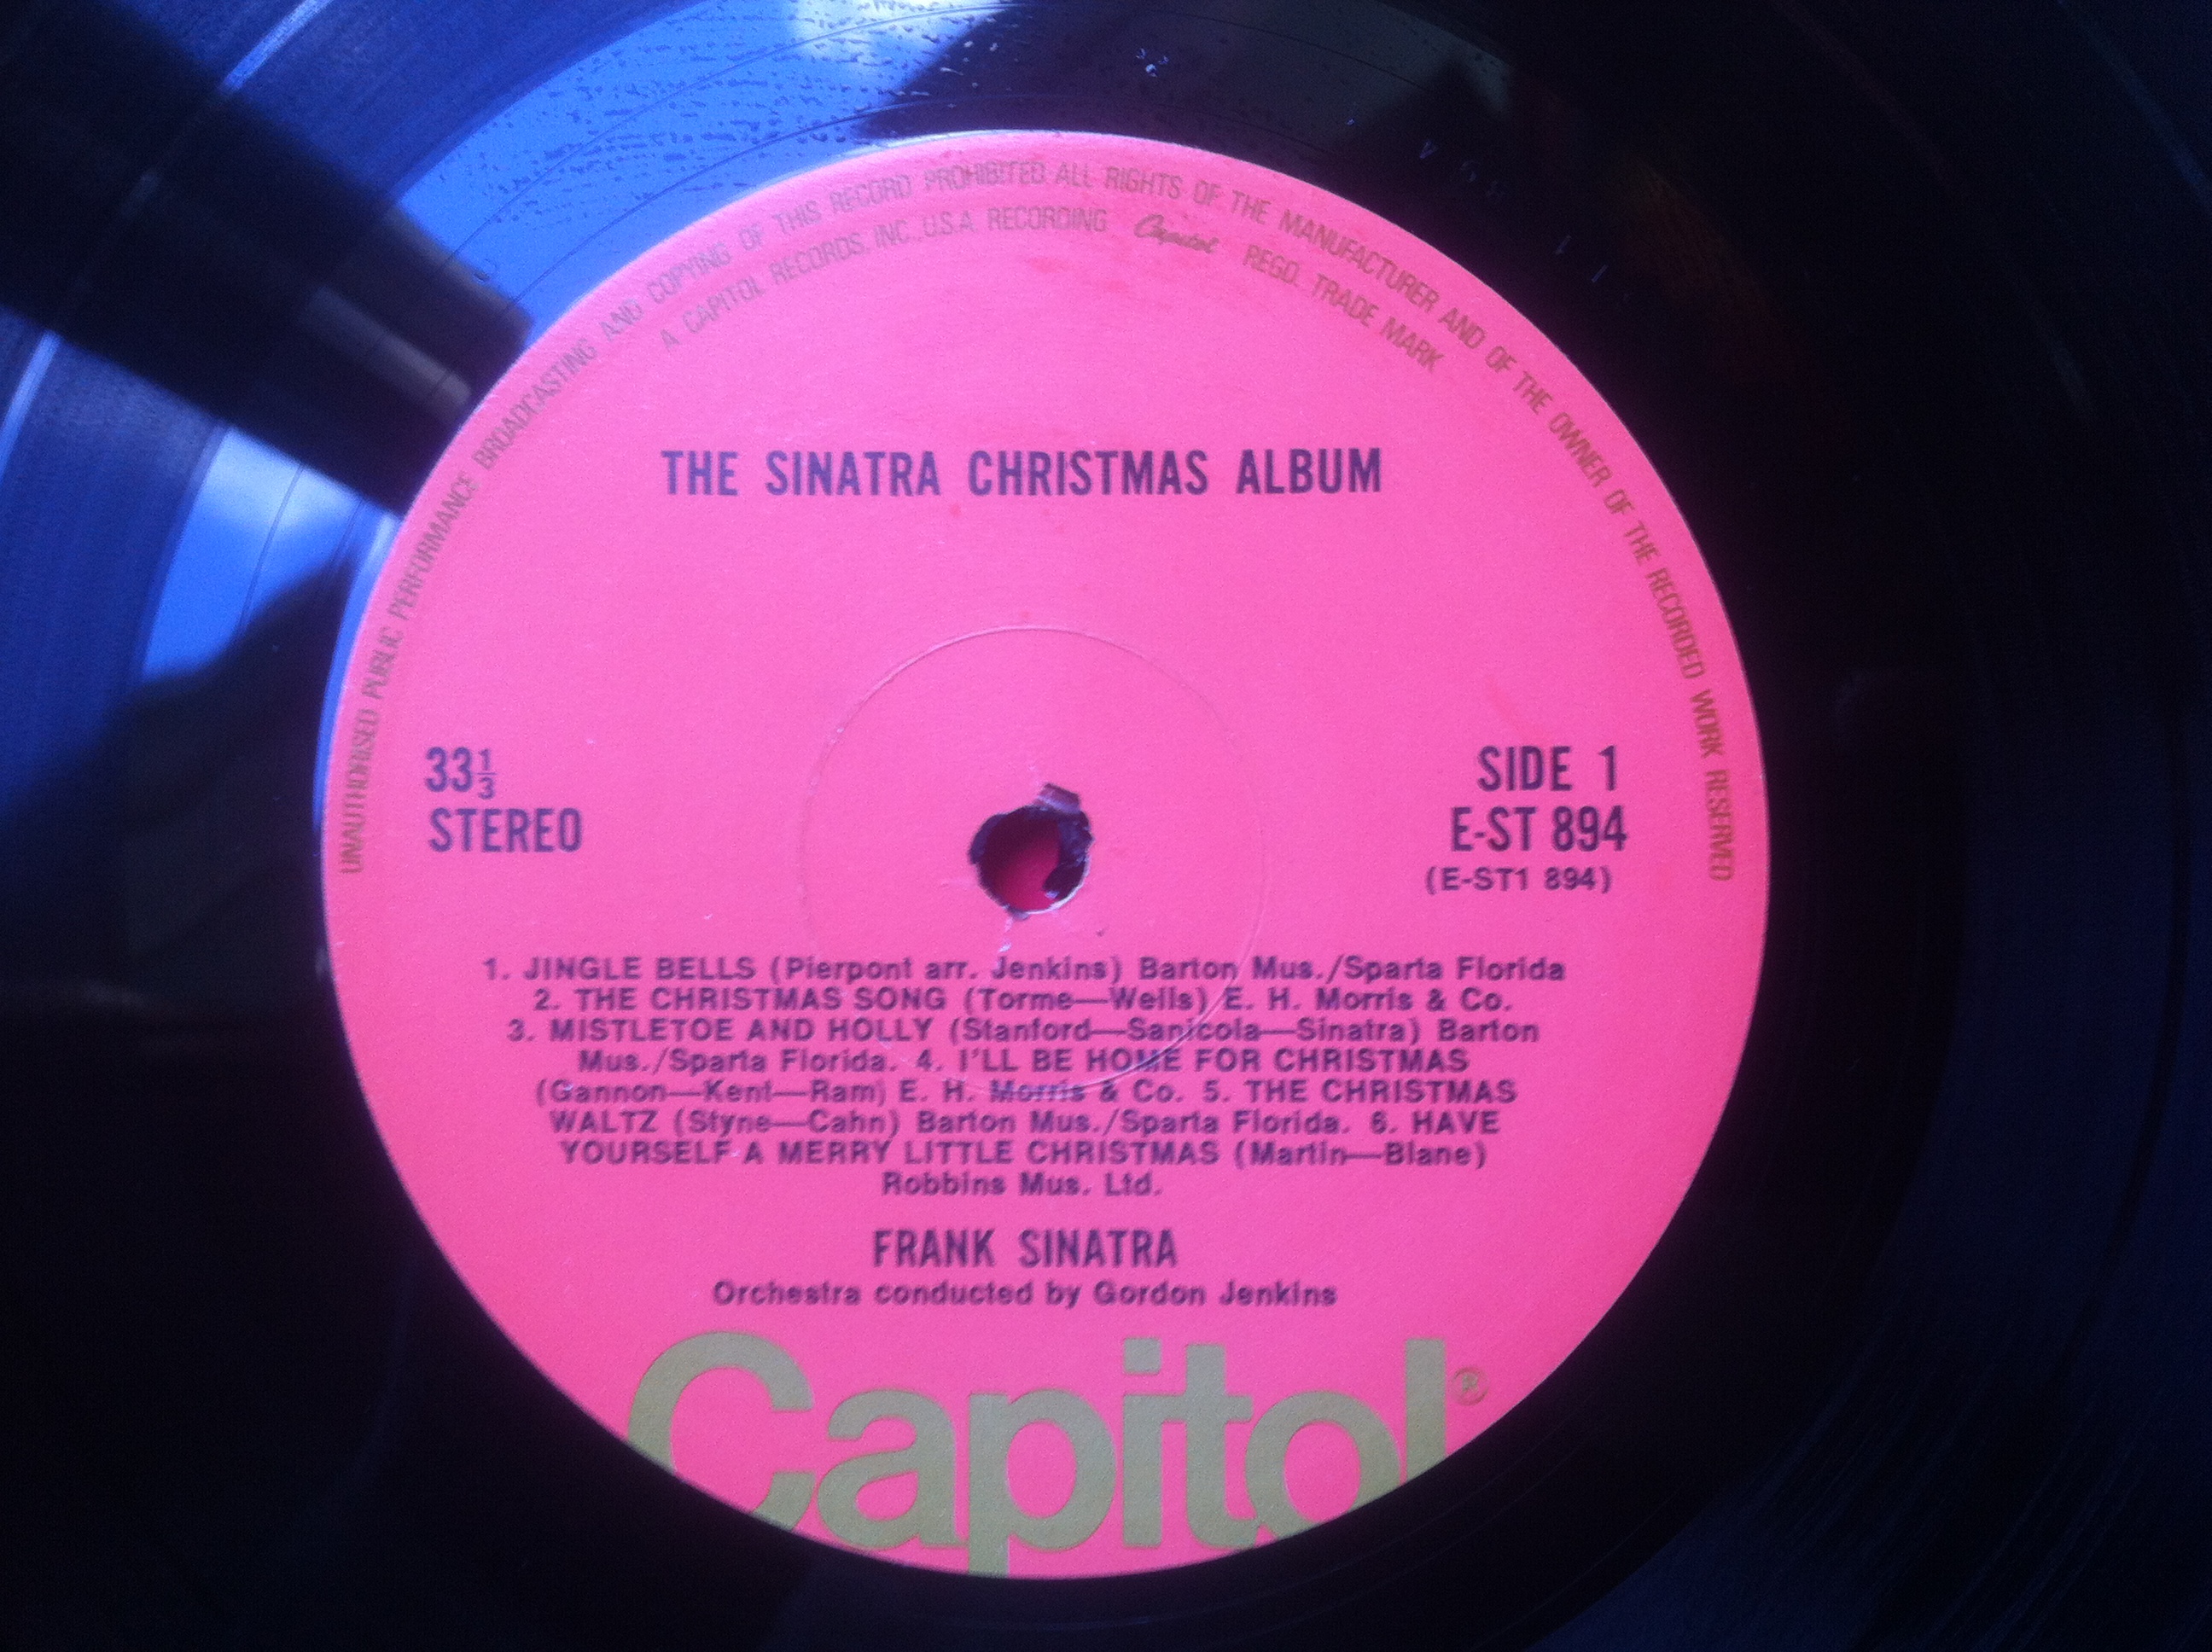 UNAUTHORISED PUBLIC PERFORMANCE BROADCASTING AND COPYING OF THIS RECORD PROHIBITED ALL RIGHTS OF THE MANUFACTURER AND OF THE OWNER OF THE RECORDED WORK RESERVED
A CAPITOL RECORDS, INC., U.S.A. RECORDING Capitol REGD. TRADE MARK
THE SINATRA CHRISTMAS ALBUM
33⅓
STEREO
SIDE 1
E-ST 894
(E-ST1 894)
1. JINGLE BELLS (Pierpont arr. Jenkins) Barton Mus./Sparta Florida
2. THE CHRISTMAS SONG (Torme—Wells) E. H. Morris & Co.
3. MISTLETOE AND HOLLY (Stanford—Sanicola—Sinatra) Barton
Mus./Sparta Florida. 4. I'LL BE HOME FOR CHRISTMAS
(Gannon—Kent—Ram) E. H. Morris & Co. 5. THE CHRISTMAS
WALTZ (Styne—Cahn) Barton Mus./Sparta Florida. 6. HAVE
YOURSELF A MERRY LITTLE CHRISTMAS (Martin—Blane)
Robbins Mus. Ltd.
FRANK SINATRA
Orchestra conducted by Gordon Jenkins
Capitol®